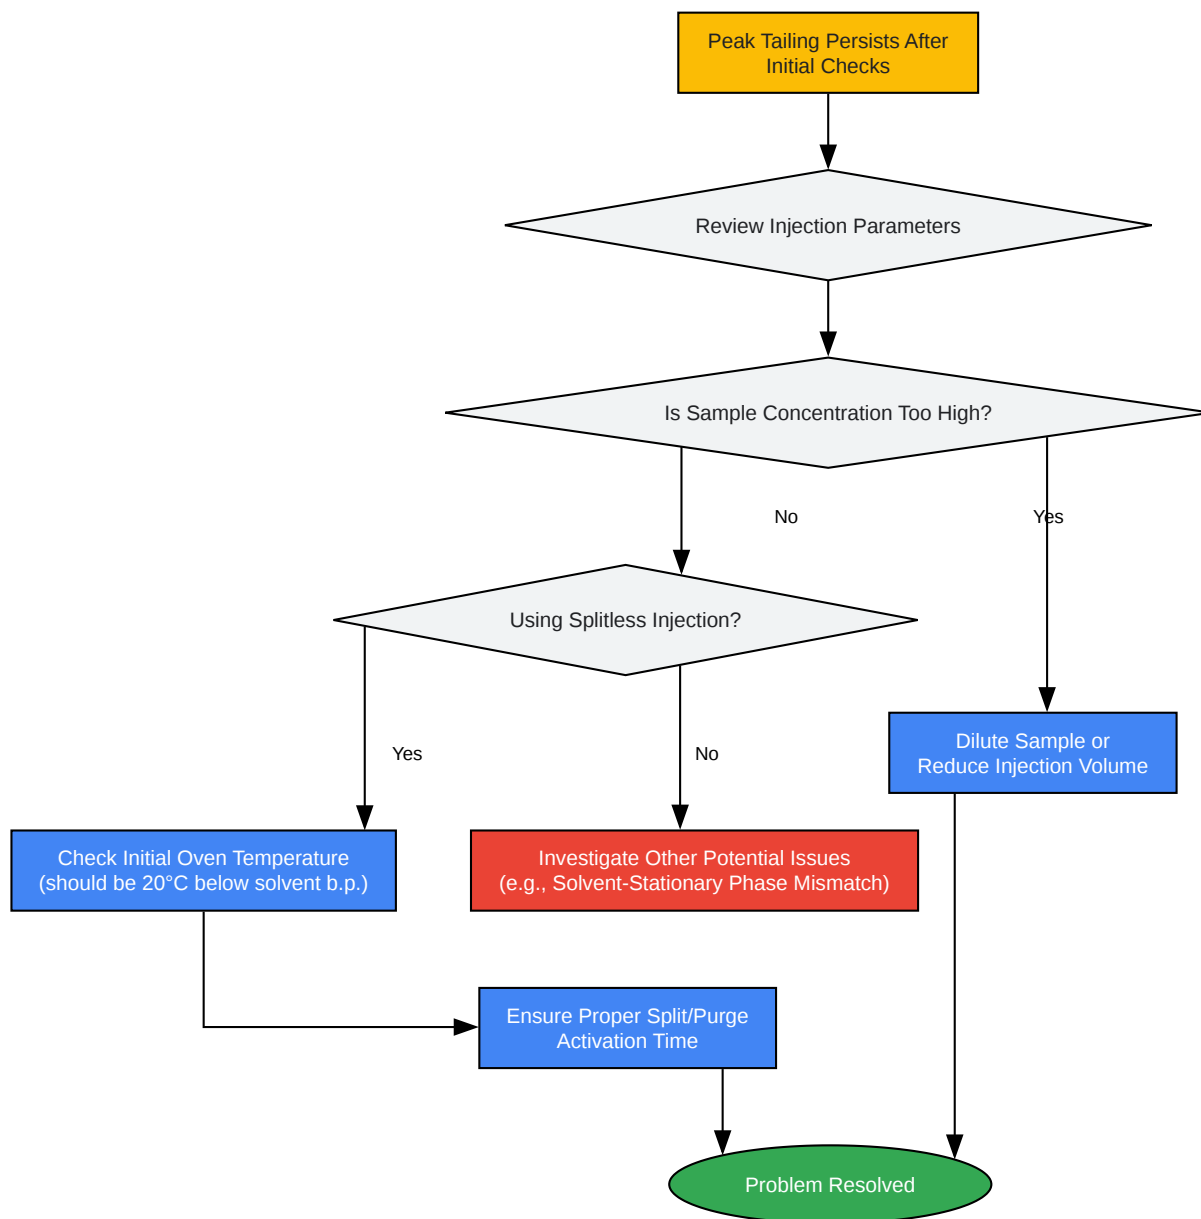 Peak Tailing Persists After
Initial Checks
Review Injection Parameters
Is Sample Concentration Too High?
No
Yes
Using Splitless Injection?
Yes
No
Dilute Sample or
Reduce Injection Volume
Check Initial Oven Temperature
(should be 20°C below solvent b.p.)
Investigate Other Potential Issues
(e.g., Solvent-Stationary Phase Mismatch)
Ensure Proper Split/Purge
Activation Time
Problem Resolved